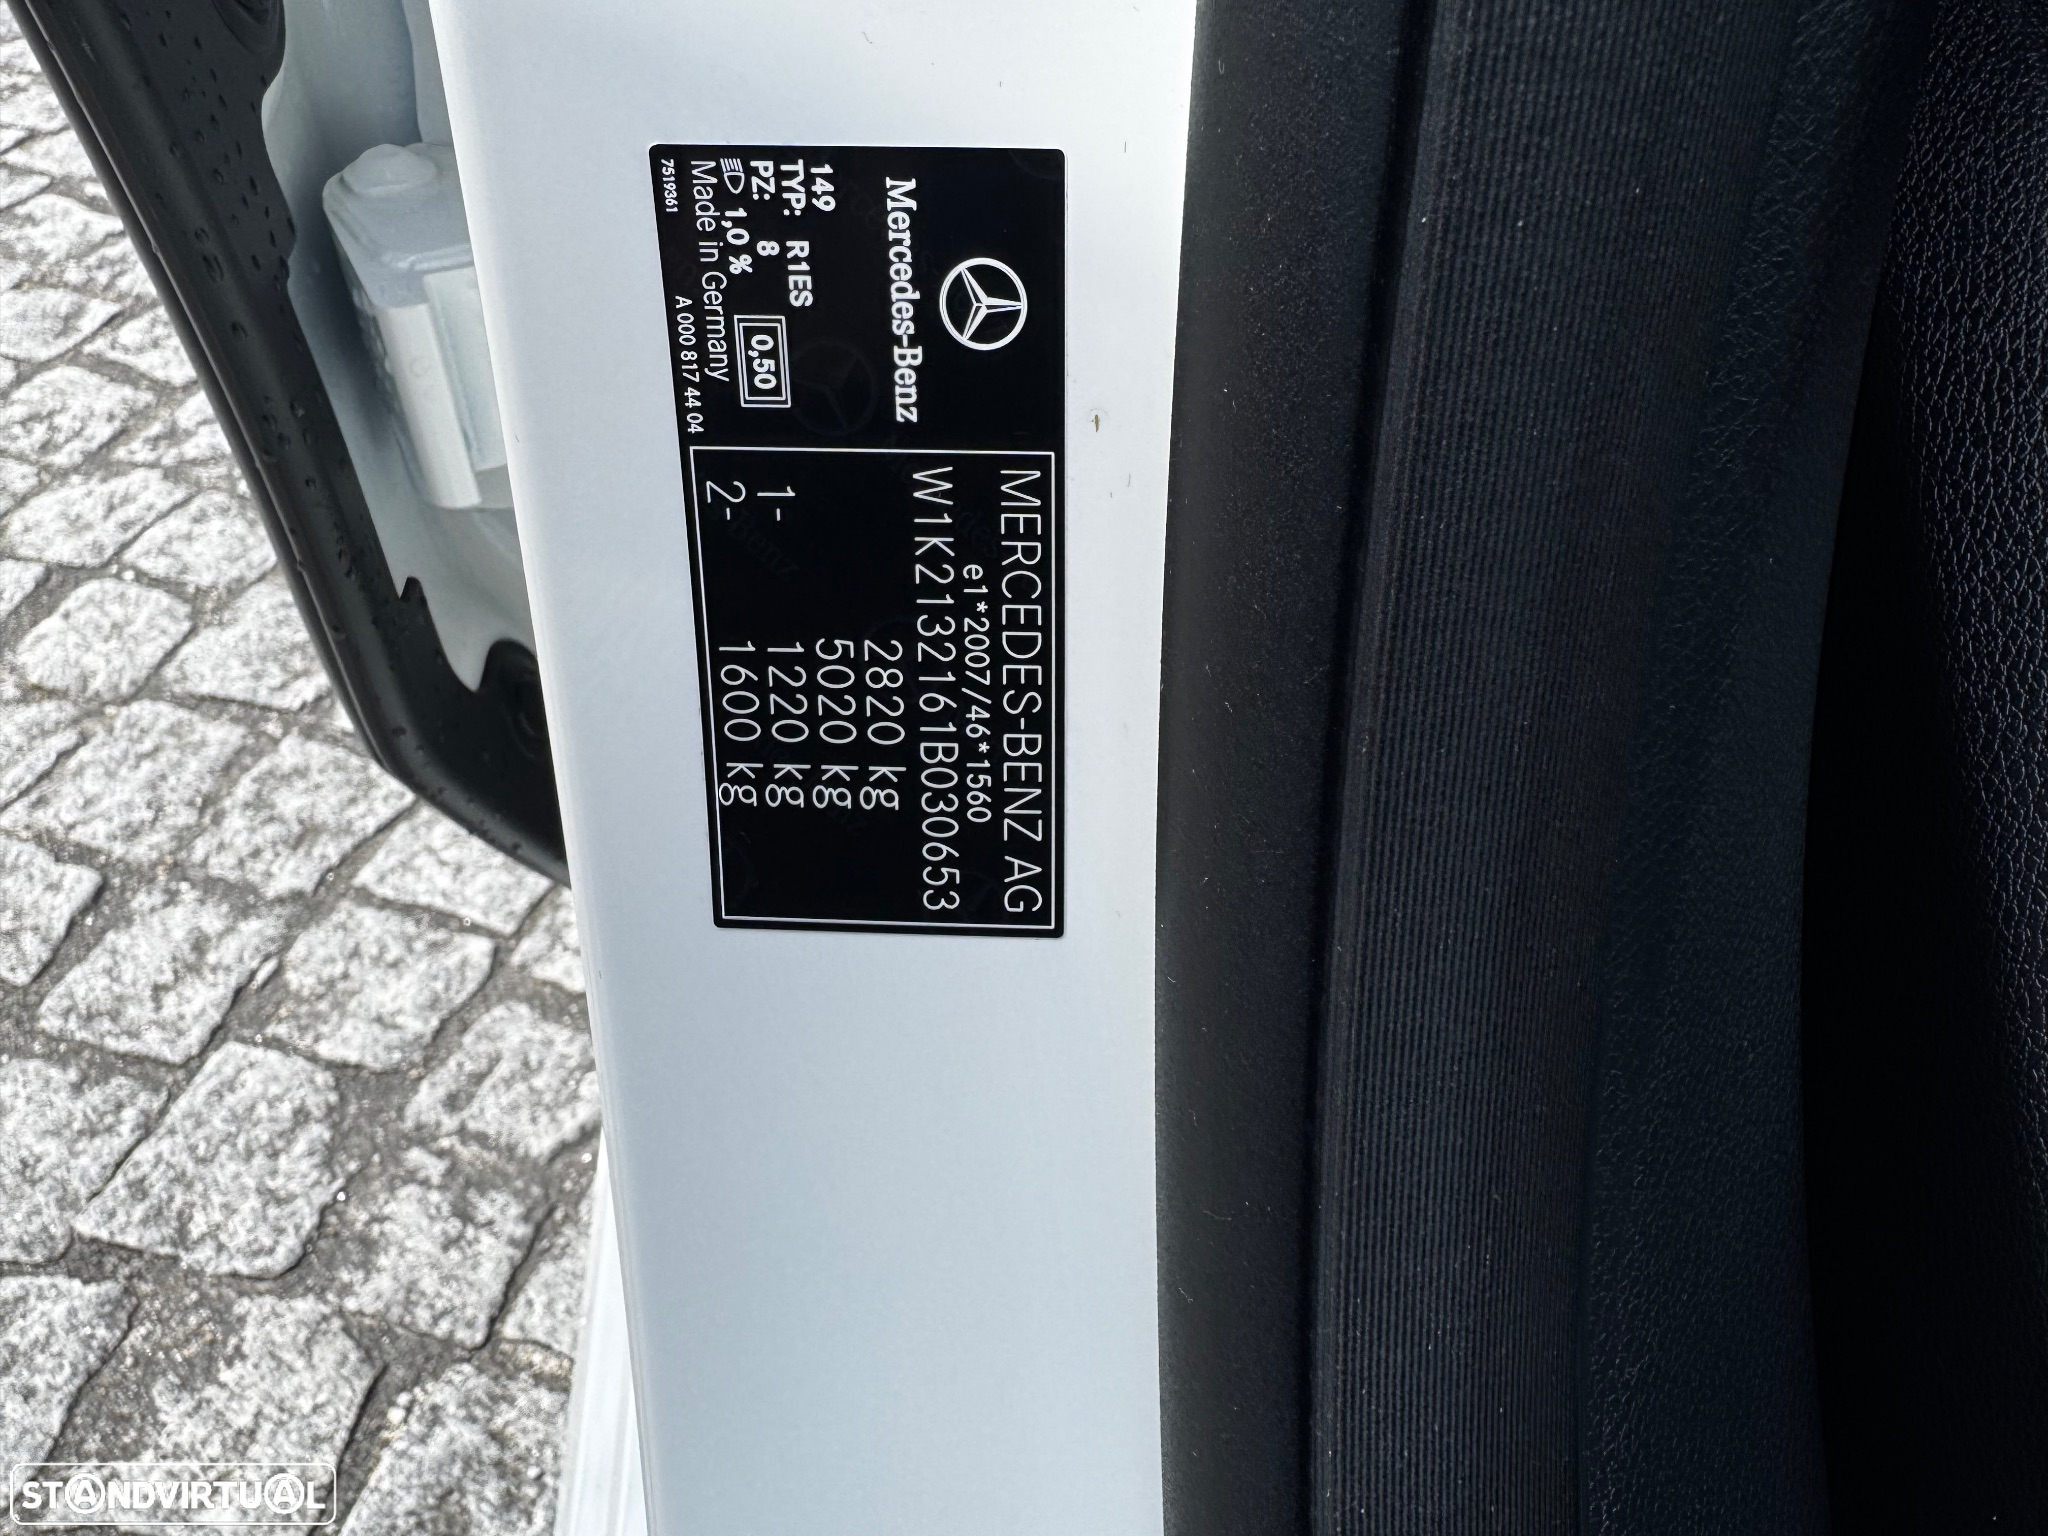 Mercedes-Benz
149
TYP: R1ES
PZ: 8
1,0 %
0,50
Made in Germany
7519361 A 000 817 44 04
MERCEDES-BENZ AG
e1*2007/46*1560
W1K2132161B030653
2820 kg
5020 kg
1- 1220 kg
2- 1600 kg
STANDVIRTUAL